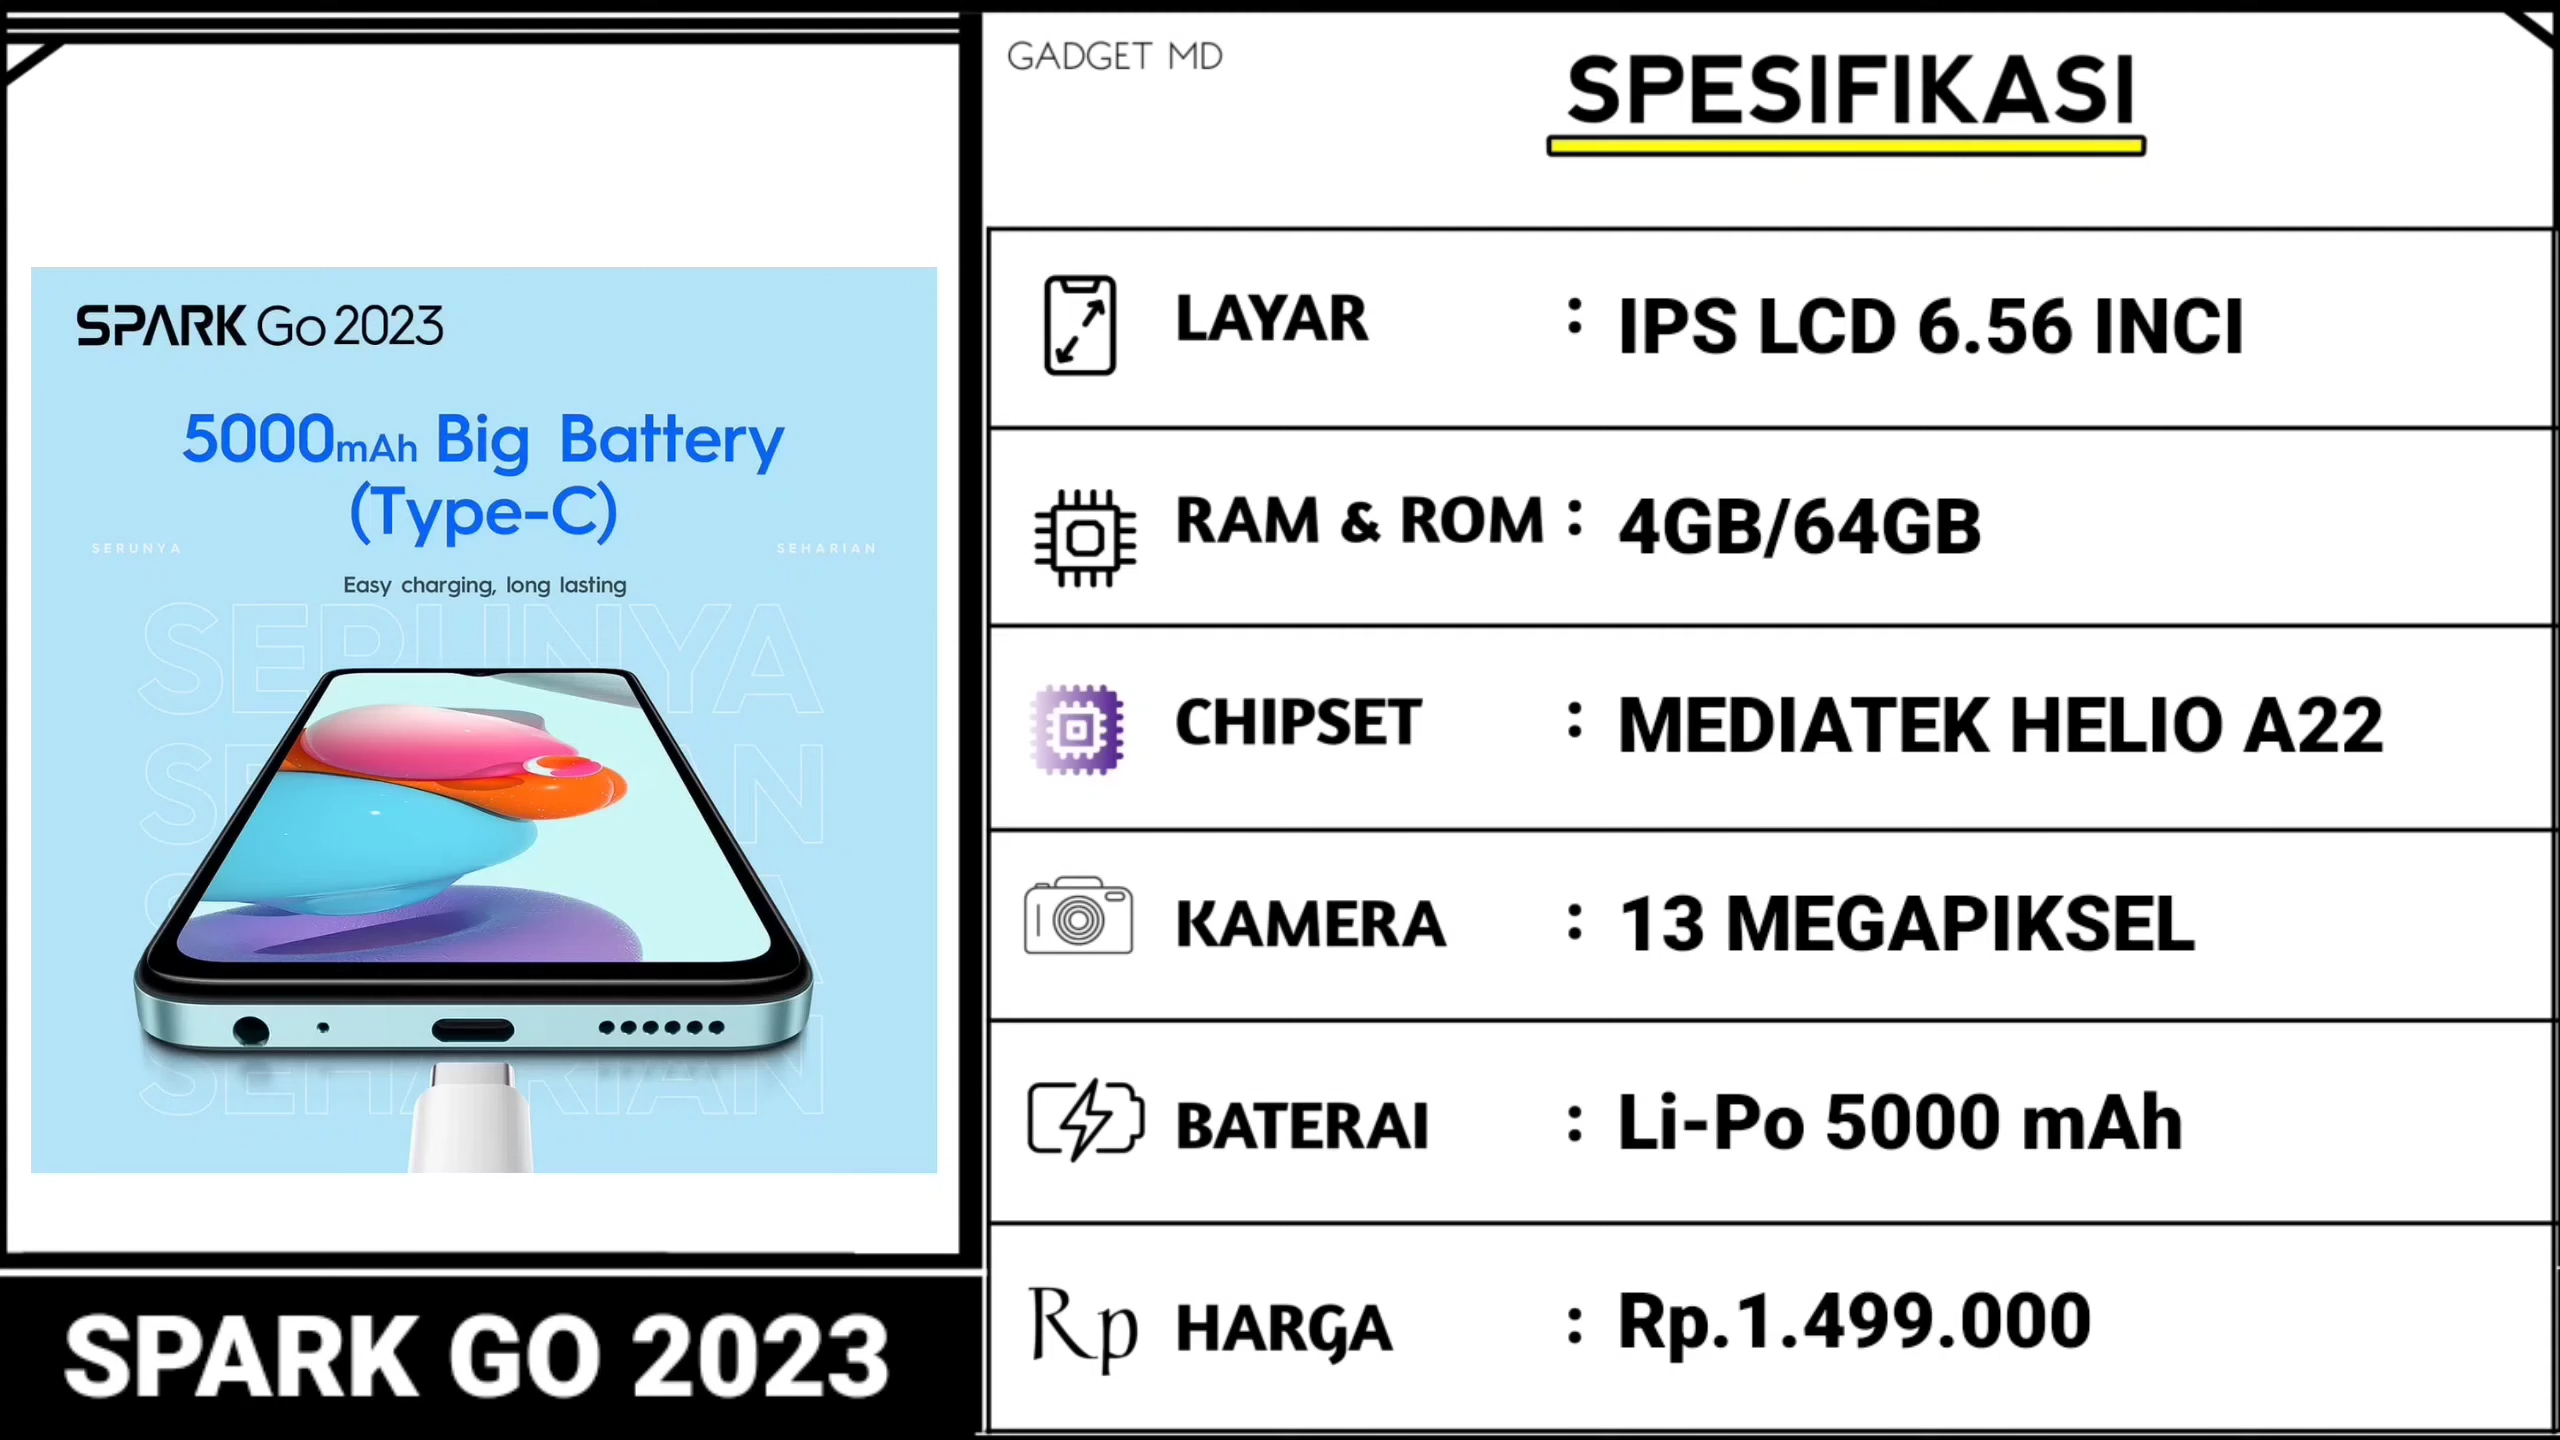 SPARK Go 2023
5000mAh Big Battery
(Type-C)
SERUNYA SEHARIAN
Easy charging, long lasting
SERUNYA
SEHARIAN
SPARK GO 2023
GADGET MD
SPESIFIKASI
LAYAR : IPS LCD 6.56 INCI
RAM & ROM : 4GB/64GB
CHIPSET : MEDIATEK HELIO A22
KAMERA : 13 MEGAPIKSEL
BATERAI : Li-Po 5000 mAh
Rp HARGA : Rp.1.499.000